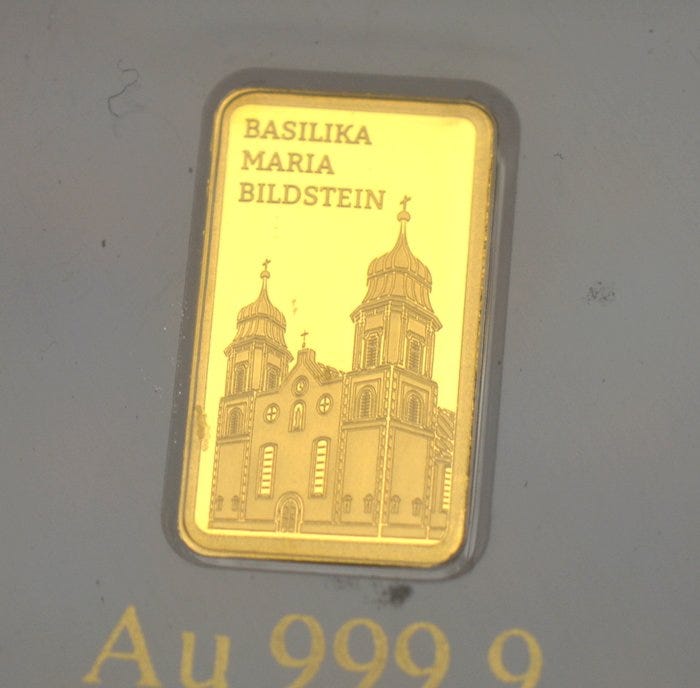 BASILIKA
MARIA
BILDSTEIN
Au 999 9